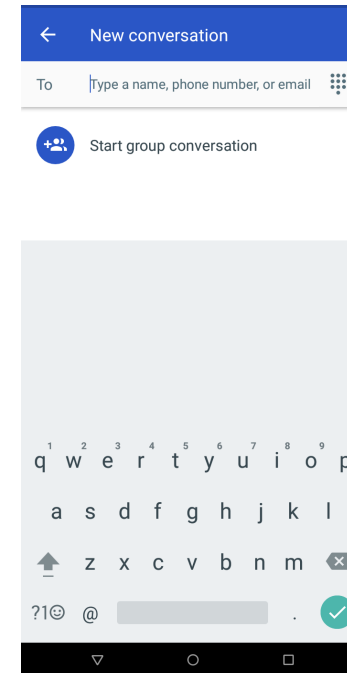 New conversation
To Type a name, phone number, or email
Start group conversation
1 2 3 4 5 6 7 8 9
q w e r t y u i o p
a s d f g h j k l
z x c v b n m
?1☺ @ .